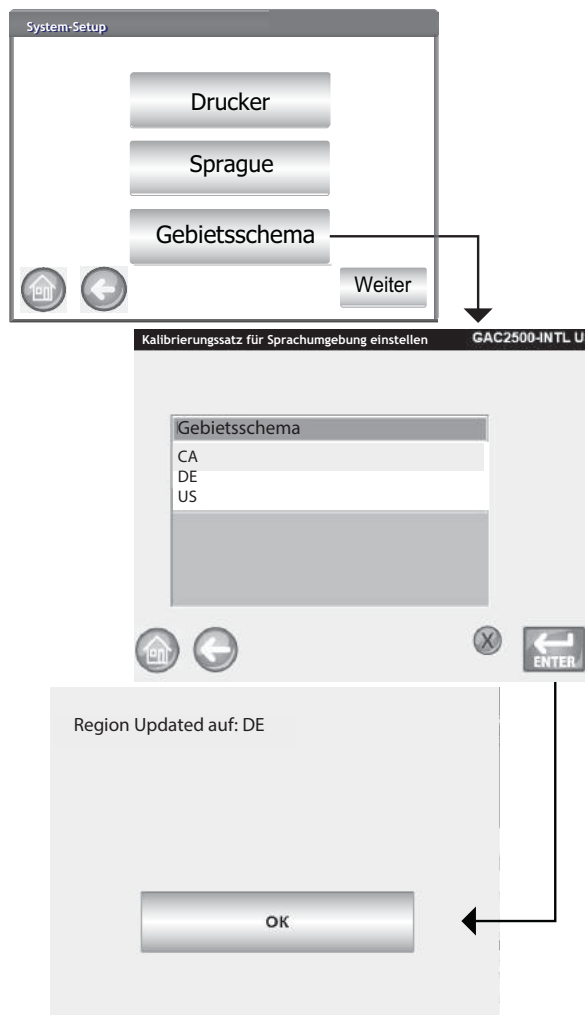 System-Setup
Drucker
Sprague
Gebietsschema
Weiter
Kalibrierungssatz für Sprachumgebung einstellen GAC2500-INTL U
Gebietsschema
CA
DE
US
X
ENTER
Region Updated auf: DE
OK